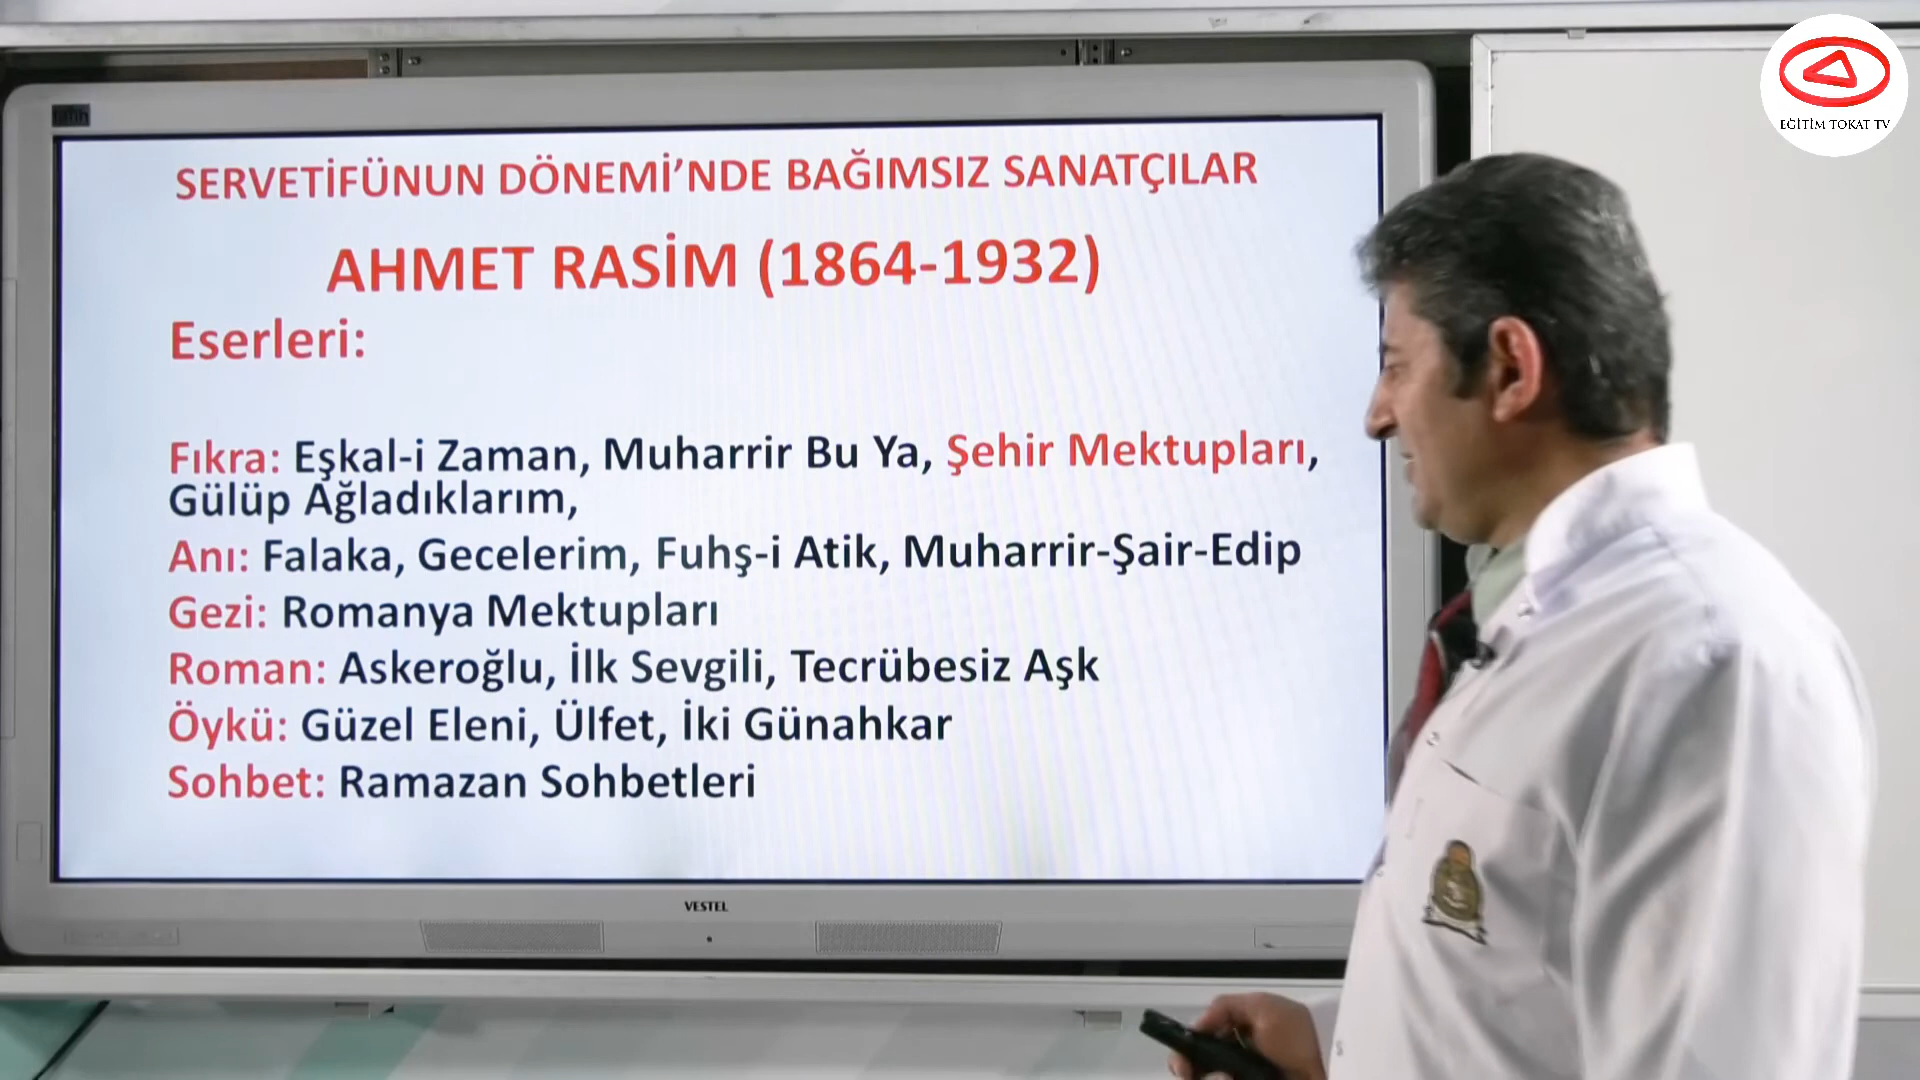 EĞİTİM TOKAT TV
SERVETİFÜNUN DÖNEMİ’NDE BAĞIMSIZ SANATÇILAR
AHMET RASİM (1864-1932)
Eserleri:
Fıkra: Eşkal-i Zaman, Muharrir Bu Ya, Şehir Mektupları,
Gülüp Ağladıklarım,
Anı: Falaka, Gecelerim, Fuhş-i Atik, Muharrir-Şair-Edip
Gezi: Romanya Mektupları
Roman: Askeroğlu, İlk Sevgili, Tecrübesiz Aşk
Öykü: Güzel Eleni, Ülfet, İki Günahkar
Sohbet: Ramazan Sohbetleri
VESTEL